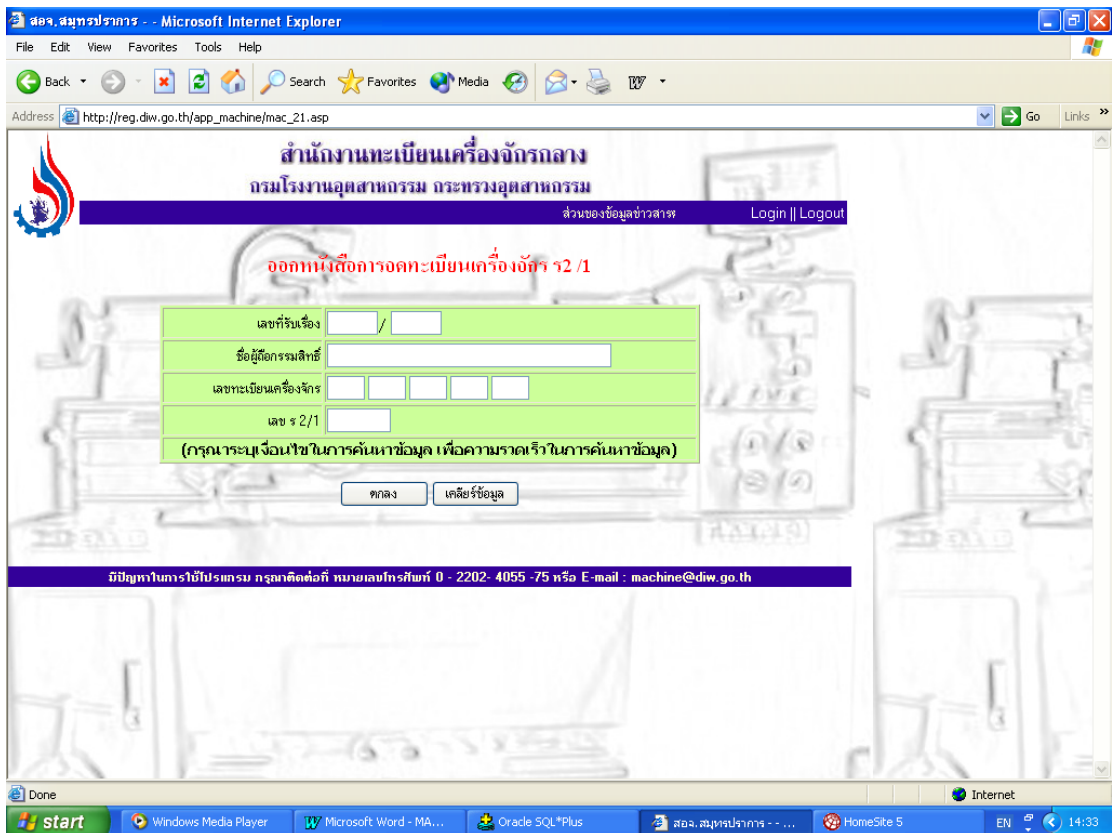 สอจ.สมุทรปราการ - - Microsoft Internet Explorer
File Edit View Favorites Tools Help
Back Search Favorites Media
Address http://reg.diw.go.th/app_machine/mac_21.asp Go Links
สำนักงานทะเบียนเครื่องจักรกลาง
กรมโรงงานอุตสาหกรรม กระทรวงอุตสาหกรรม
ส่วนของข้อมูลข่าวสารฯ Login || Logout
ออกหนังสือการจดทะเบียนเครื่องจักร ร2 /1
เลขที่รับเรื่อง /
ชื่อผู้ถือกรรมสิทธิ์
เลขทะเบียนเครื่องจักร
เลข ร 2/1
(กรุณาระบุเงื่อนไขในการค้นหาข้อมูล เพื่อความรวดเร็วในการค้นหาข้อมูล)
ตกลง เคลียร์ข้อมูล
มีปัญหาในการใช้โปรแกรม กรุณาติดต่อที่ หมายเลขโทรศัพท์ 0 - 2202- 4055 -75 หรือ E-mail : machine@diw.go.th
Done Internet
start Windows Media Player Microsoft Word - MA... Oracle SQL*Plus สอจ.สมุทรปราการ - - ... HomeSite 5 EN 14:33